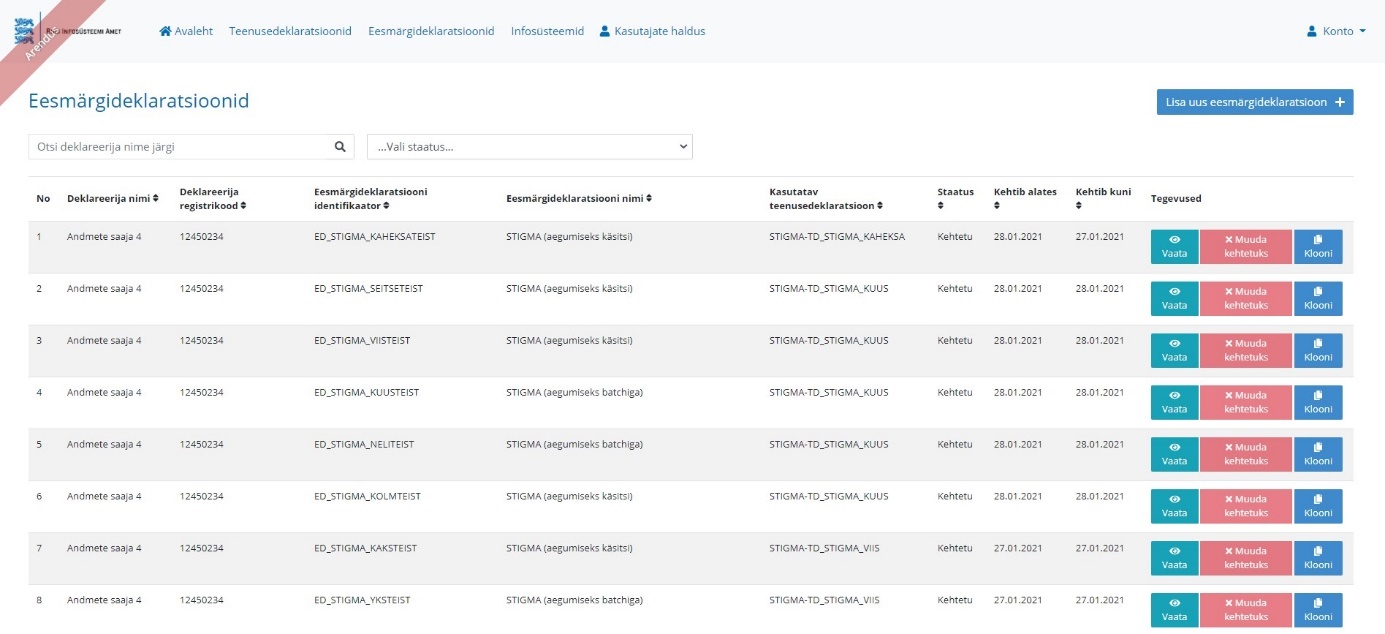 Arendus
RIIGI INFOSÜSTEEMI AMET
Avaleht Teenusedeklaratsioonid Eesmärgideklaratsioonid Infosüsteemid Kasutajate haldus Konto
Eesmärgideklaratsioonid
Lisa uus eesmärgideklaratsioon +
Otsi deklareerija nime järgi ...Vali staatus...
No Deklareerija nimi Deklareerija registrikood Eesmärgideklaratsiooni identifikaator Eesmärgideklaratsiooni nimi Kasutatav teenusedeklaratsioon Staatus Kehtib alates Kehtib kuni Tegevused
1 Andmete saaja 4 12450234 ED_STIGMA_KAHEKSATEIST STIGMA (aegumiseks käsitsi) STIGMA-TD_STIGMA_KAHEKSA Kehtetu 28.01.2021 27.01.2021 Vaata Muuda kehtetuks Klooni
2 Andmete saaja 4 12450234 ED_STIGMA_SEITSETEIST STIGMA (aegumiseks käsitsi) STIGMA-TD_STIGMA_KUUS Kehtetu 28.01.2021 28.01.2021 Vaata Muuda kehtetuks Klooni
3 Andmete saaja 4 12450234 ED_STIGMA_VIISTEIST STIGMA (aegumiseks käsitsi) STIGMA-TD_STIGMA_KUUS Kehtetu 28.01.2021 28.01.2021 Vaata Muuda kehtetuks Klooni
4 Andmete saaja 4 12450234 ED_STIGMA_KUUSTEIST STIGMA (aegumiseks batchiga) STIGMA-TD_STIGMA_KUUS Kehtetu 28.01.2021 28.01.2021 Vaata Muuda kehtetuks Klooni
5 Andmete saaja 4 12450234 ED_STIGMA_NELITEIST STIGMA (aegumiseks batchiga) STIGMA-TD_STIGMA_KUUS Kehtetu 28.01.2021 28.01.2021 Vaata Muuda kehtetuks Klooni
6 Andmete saaja 4 12450234 ED_STIGMA_KOLMTEIST STIGMA (aegumiseks käsitsi) STIGMA-TD_STIGMA_KUUS Kehtetu 28.01.2021 28.01.2021 Vaata Muuda kehtetuks Klooni
7 Andmete saaja 4 12450234 ED_STIGMA_KAKSTEIST STIGMA (aegumiseks käsitsi) STIGMA-TD_STIGMA_VIIS Kehtetu 27.01.2021 27.01.2021 Vaata Muuda kehtetuks Klooni
8 Andmete saaja 4 12450234 ED_STIGMA_YKSTEIST STIGMA (aegumiseks batchiga) STIGMA-TD_STIGMA_VIIS Kehtetu 27.01.2021 27.01.2021 Vaata Muuda kehtetuks Klooni